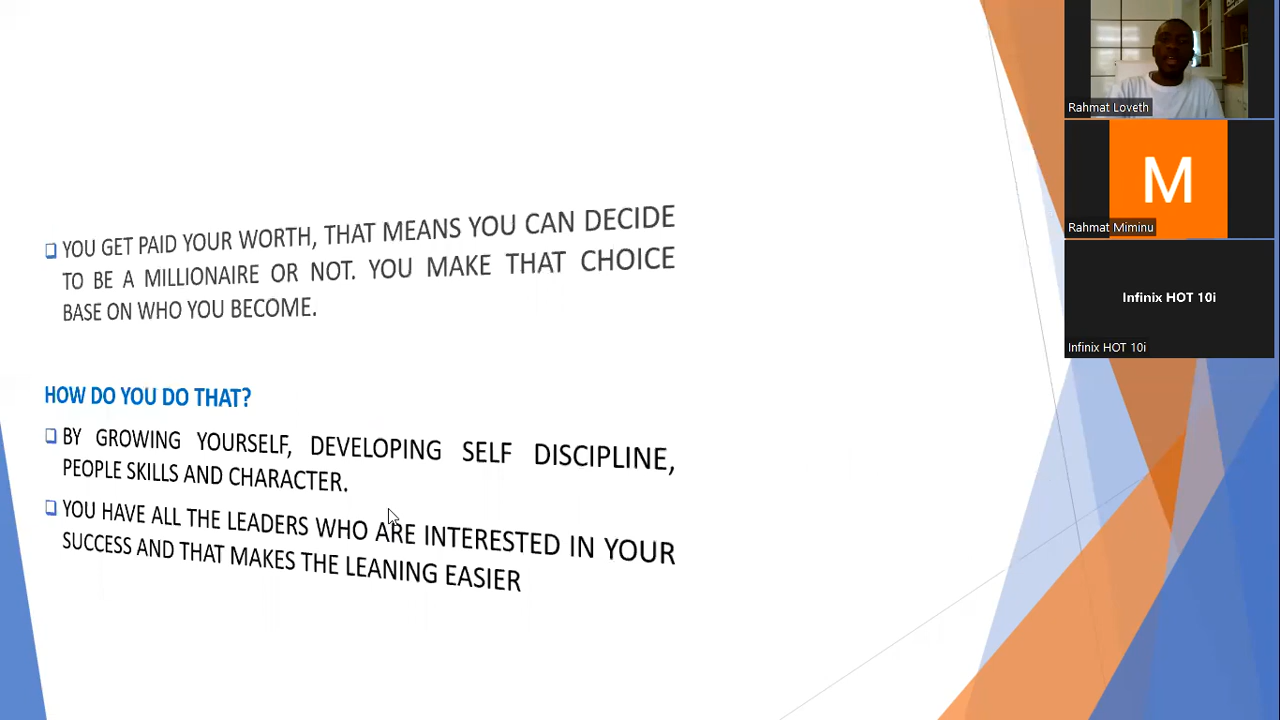 YOU GET PAID YOUR WORTH, THAT MEANS YOU CAN DECIDE
TO BE A MILLIONAIRE OR NOT. YOU MAKE THAT CHOICE
BASE ON WHO YOU BECOME.
HOW DO YOU DO THAT?
BY GROWING YOURSELF, DEVELOPING SELF DISCIPLINE,
PEOPLE SKILLS AND CHARACTER.
YOU HAVE ALL THE LEADERS WHO ARE INTERESTED IN YOUR
SUCCESS AND THAT MAKES THE LEANING EASIER
Rahmat Loveth
M
Rahmat Miminu
Infinix HOT 10i
Infinix HOT 10i